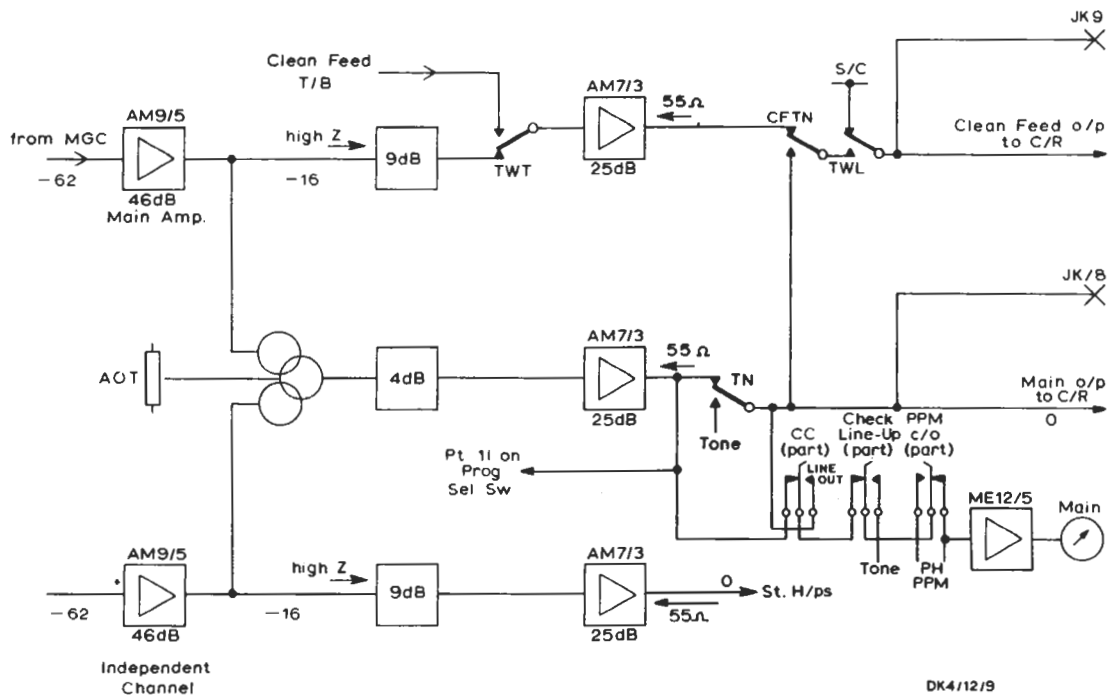 JK9
Clean Feed
T/B
S/C
AM9/5
AM7/3
55Ω
CFTN
from MGC
high Z
9dB
Clean Feed o/p
to C/R
TWT
TWL
-62
-16
25dB
46dB
Main Amp.
JK/8
AM7/3
55Ω
TN
AOT
4dB
Main o/p
to C/R
0
25dB
Check
Line-Up
(part)
PPM
c/o
(part)
CC
(part)
Tone
LINE
OUT
Pt 11 on
Prog
Sel Sw
ME12/5
Main
AM9/5
AM7/3
high Z
Tone
PH
PPM
9dB
0
St. H/ps
-62
-16
55Ω
46dB
25dB
Independent
Channel
DK4/12/9